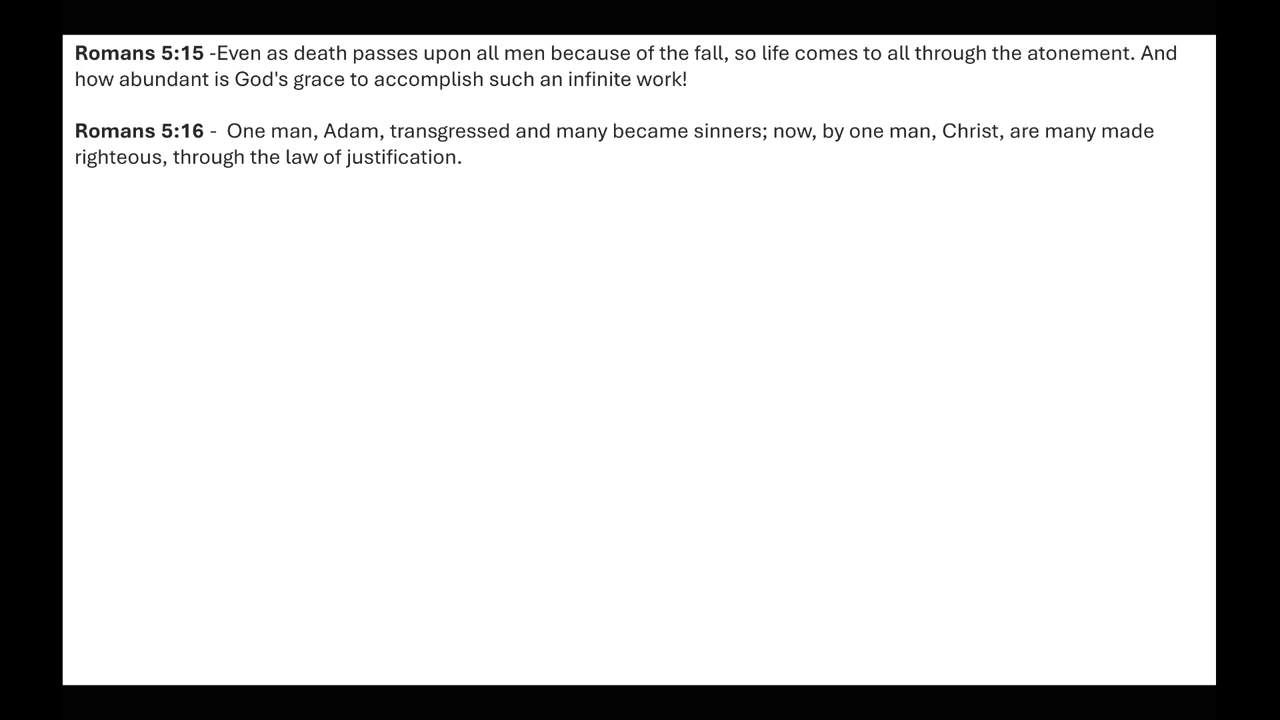 Romans 5:15 -Even as death passes upon all men because of the fall, so life comes to all through the atonement. And
how abundant is God's grace to accomplish such an infinite work!
Romans 5:16 -  One man, Adam, transgressed and many became sinners; now, by one man, Christ, are many made
righteous, through the law of justification.